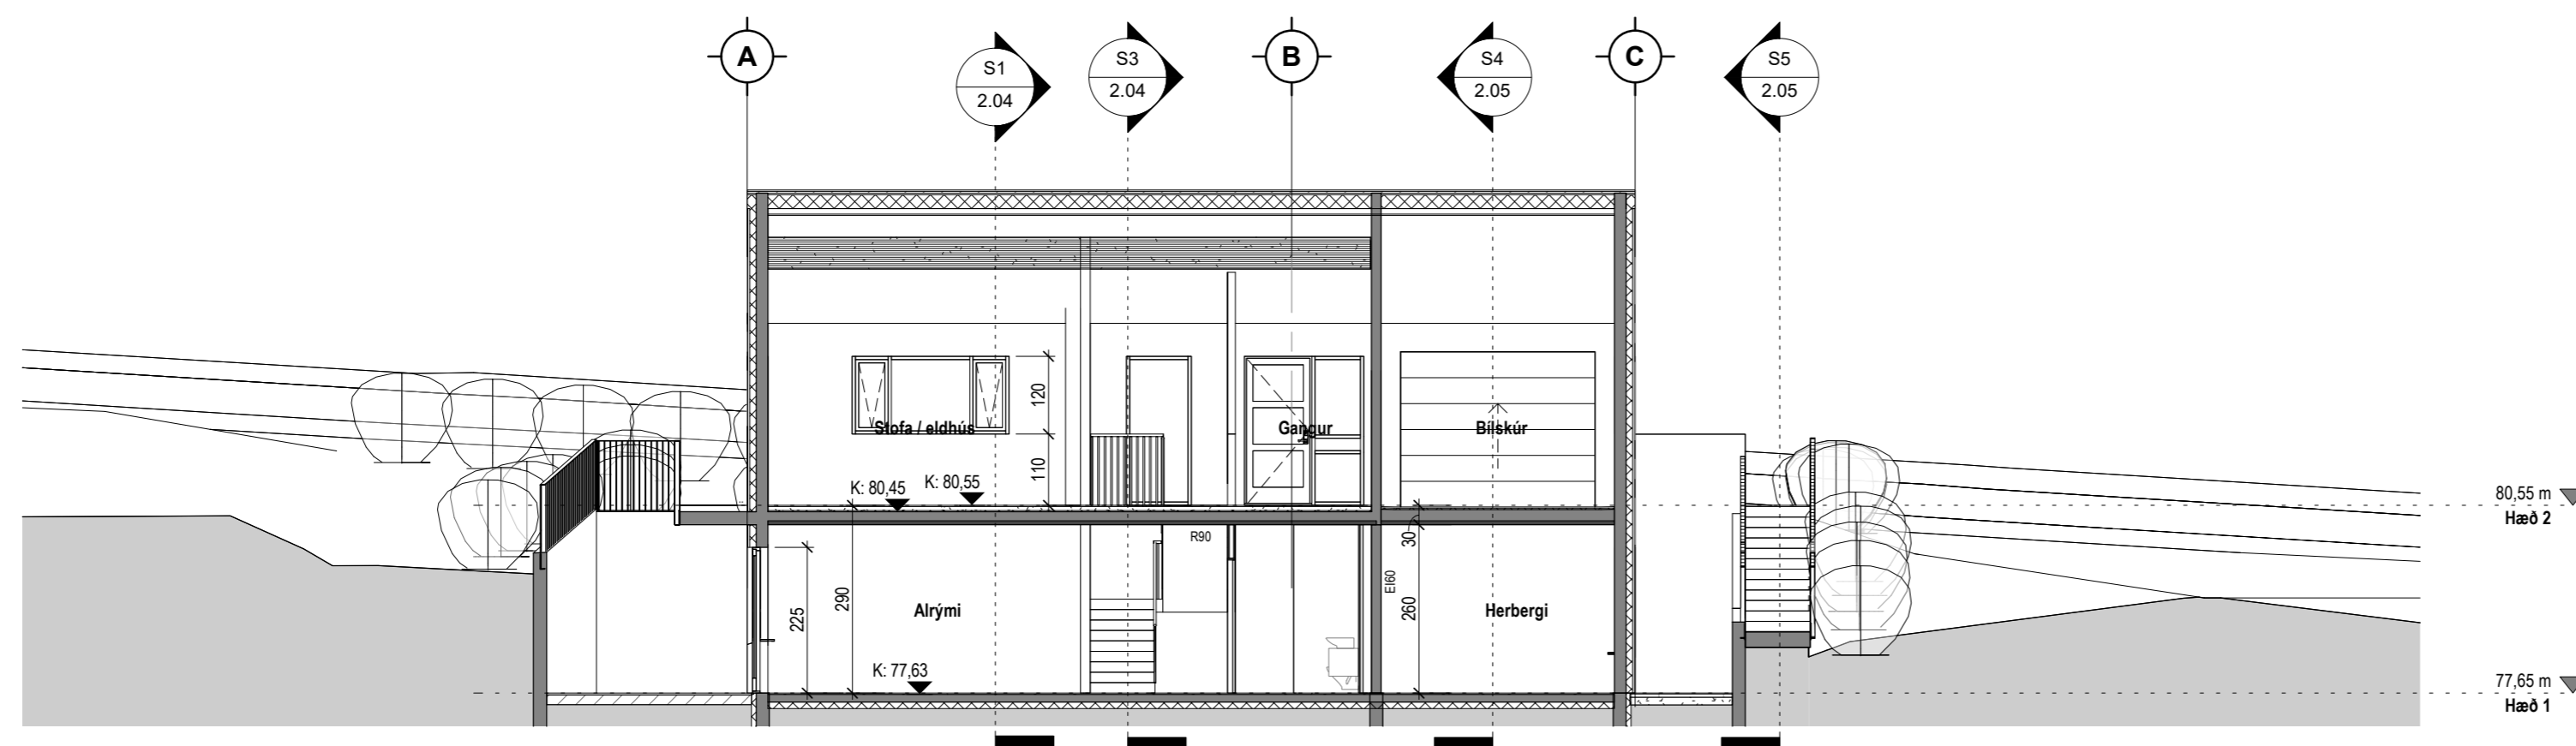 A
S1
2.04
S3
2.04
B
S4
2.05
C
S5
2.05
120
Stofa / eldhús
Gangur
Bílskúr
110
K: 80,45
K: 80,55
80,55 m
Hæð 2
R90
30
EI60
225
290
260
Alrými
Herbergi
K: 77,63
77,65 m
Hæð 1